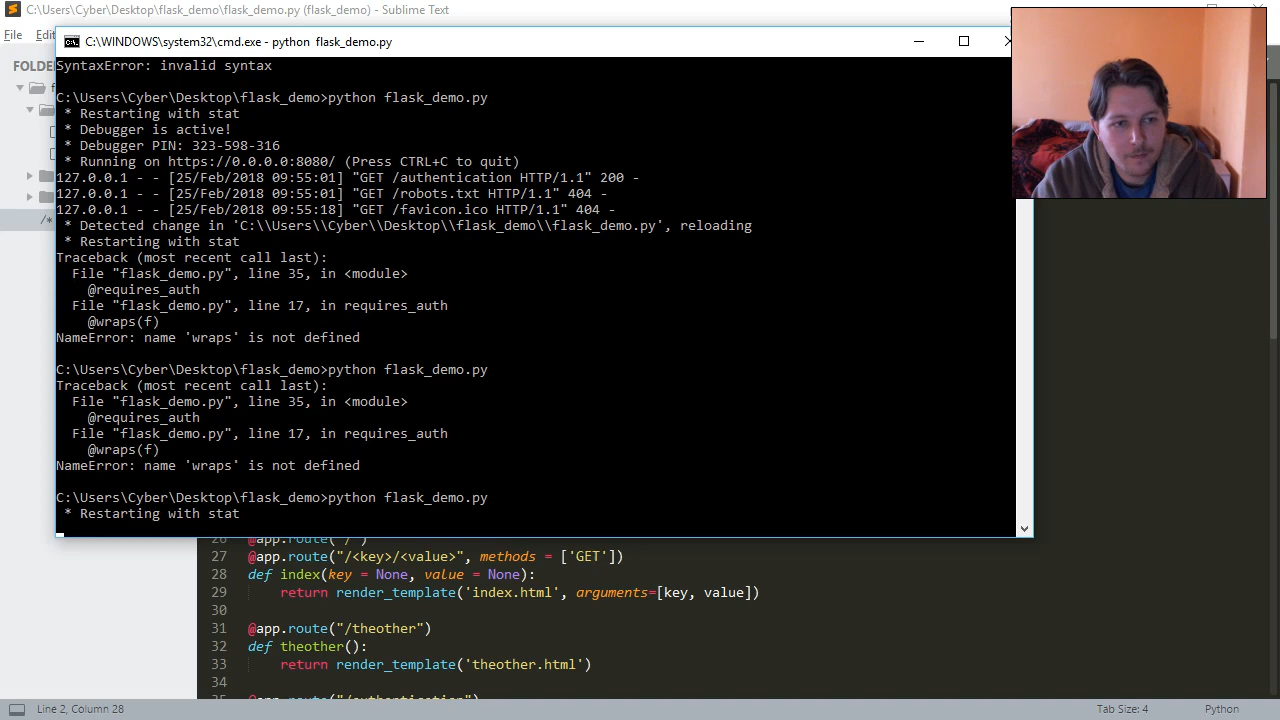 C:\Users\Cyber\Desktop\flask_demo\flask_demo.py (flask_demo) - Sublime Text
File
C:\WINDOWS\system32\cmd.exe - python  flask_demo.py
FOLDER
SyntaxError: invalid syntax
C:\Users\Cyber\Desktop\flask_demo>python flask_demo.py
* Restarting with stat
* Debugger is active!
* Debugger PIN: 323-598-316
* Running on https://0.0.0.0:8080/ (Press CTRL+C to quit)
127.0.0.1 - - [25/Feb/2018 09:55:01] "GET /authentication HTTP/1.1" 200 -
127.0.0.1 - - [25/Feb/2018 09:55:01] "GET /robots.txt HTTP/1.1" 404 -
127.0.0.1 - - [25/Feb/2018 09:55:18] "GET /favicon.ico HTTP/1.1" 404 -
* Detected change in 'C:\\Users\\Cyber\\Desktop\\flask_demo\\flask_demo.py', reloading
* Restarting with stat
Traceback (most recent call last):
File "flask_demo.py", line 35, in <module>
@requires_auth
File "flask_demo.py", line 17, in requires_auth
@wraps(f)
NameError: name 'wraps' is not defined
C:\Users\Cyber\Desktop\flask_demo>python flask_demo.py
Traceback (most recent call last):
File "flask_demo.py", line 35, in <module>
@requires_auth
File "flask_demo.py", line 17, in requires_auth
@wraps(f)
NameError: name 'wraps' is not defined
C:\Users\Cyber\Desktop\flask_demo>python flask_demo.py
* Restarting with stat
26 @app.route("/")
27 @app.route("/<key>/<value>", methods = ['GET'])
28 def index(key = None, value = None):
29 return render_template('index.html', arguments=[key, value])
30
31 @app.route("/theother")
32 def theother():
33 return render_template('theother.html')
34
35 @app.route("/authentication")
Line 2, Column 28
Tab Size: 4
Python